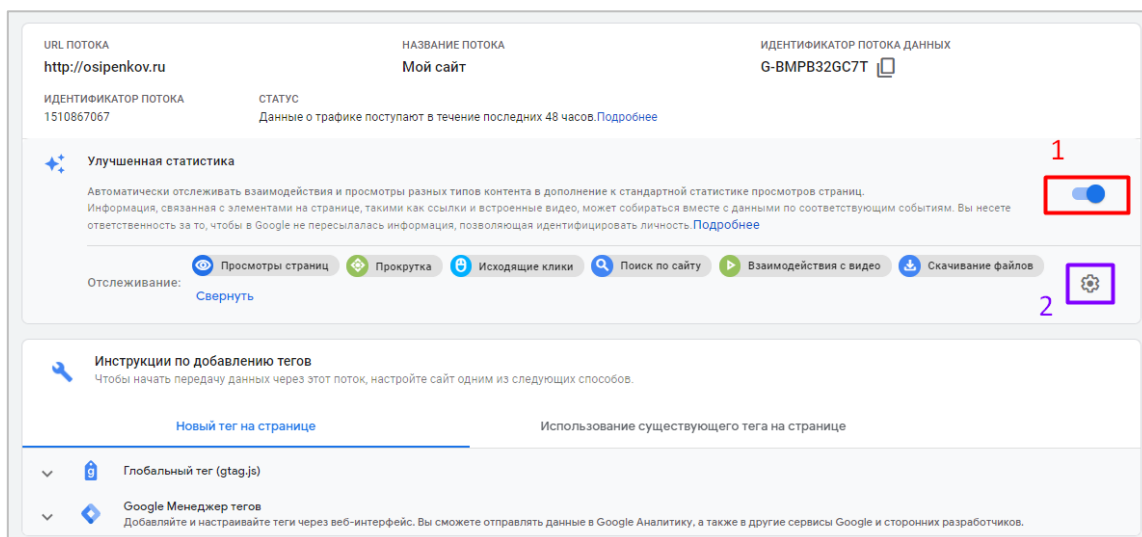 URL ПОТОКА НАЗВАНИЕ ПОТОКА ИДЕНТИФИКАТОР ПОТОКА ДАННЫХ
http://osipenkov.ru Мой сайт G-BMPB32GC7T
ИДЕНТИФИКАТОР ПОТОКА СТАТУС
1510867067 Данные о трафике поступают в течение последних 48 часов.Подробнее
1
Улучшенная статистика
Автоматически отслеживать взаимодействия и просмотры разных типов контента в дополнение к стандартной статистике просмотров страниц.
Информация, связанная с элементами на странице, такими как ссылки и встроенные видео, может собираться вместе с данными по соответствующим событиям. Вы несете
ответственность за то, чтобы в Google не пересылалась информация, позволяющая идентифицировать личность.Подробнее
Отслеживание: Просмотры страниц Прокрутка Исходящие клики Поиск по сайту Взаимодействия с видео Скачивание файлов
Свернуть
2
Инструкции по добавлению тегов
Чтобы начать передачу данных через этот поток, настройте сайт одним из следующих способов.
Новый тег на странице Использование существующего тега на странице
g Глобальный тег (gtag.js)
Google Менеджер тегов
Добавляйте и настраивайте теги через веб-интерфейс. Вы сможете отправлять данные в Google Аналитику, а также в другие сервисы Google и сторонних разработчиков.